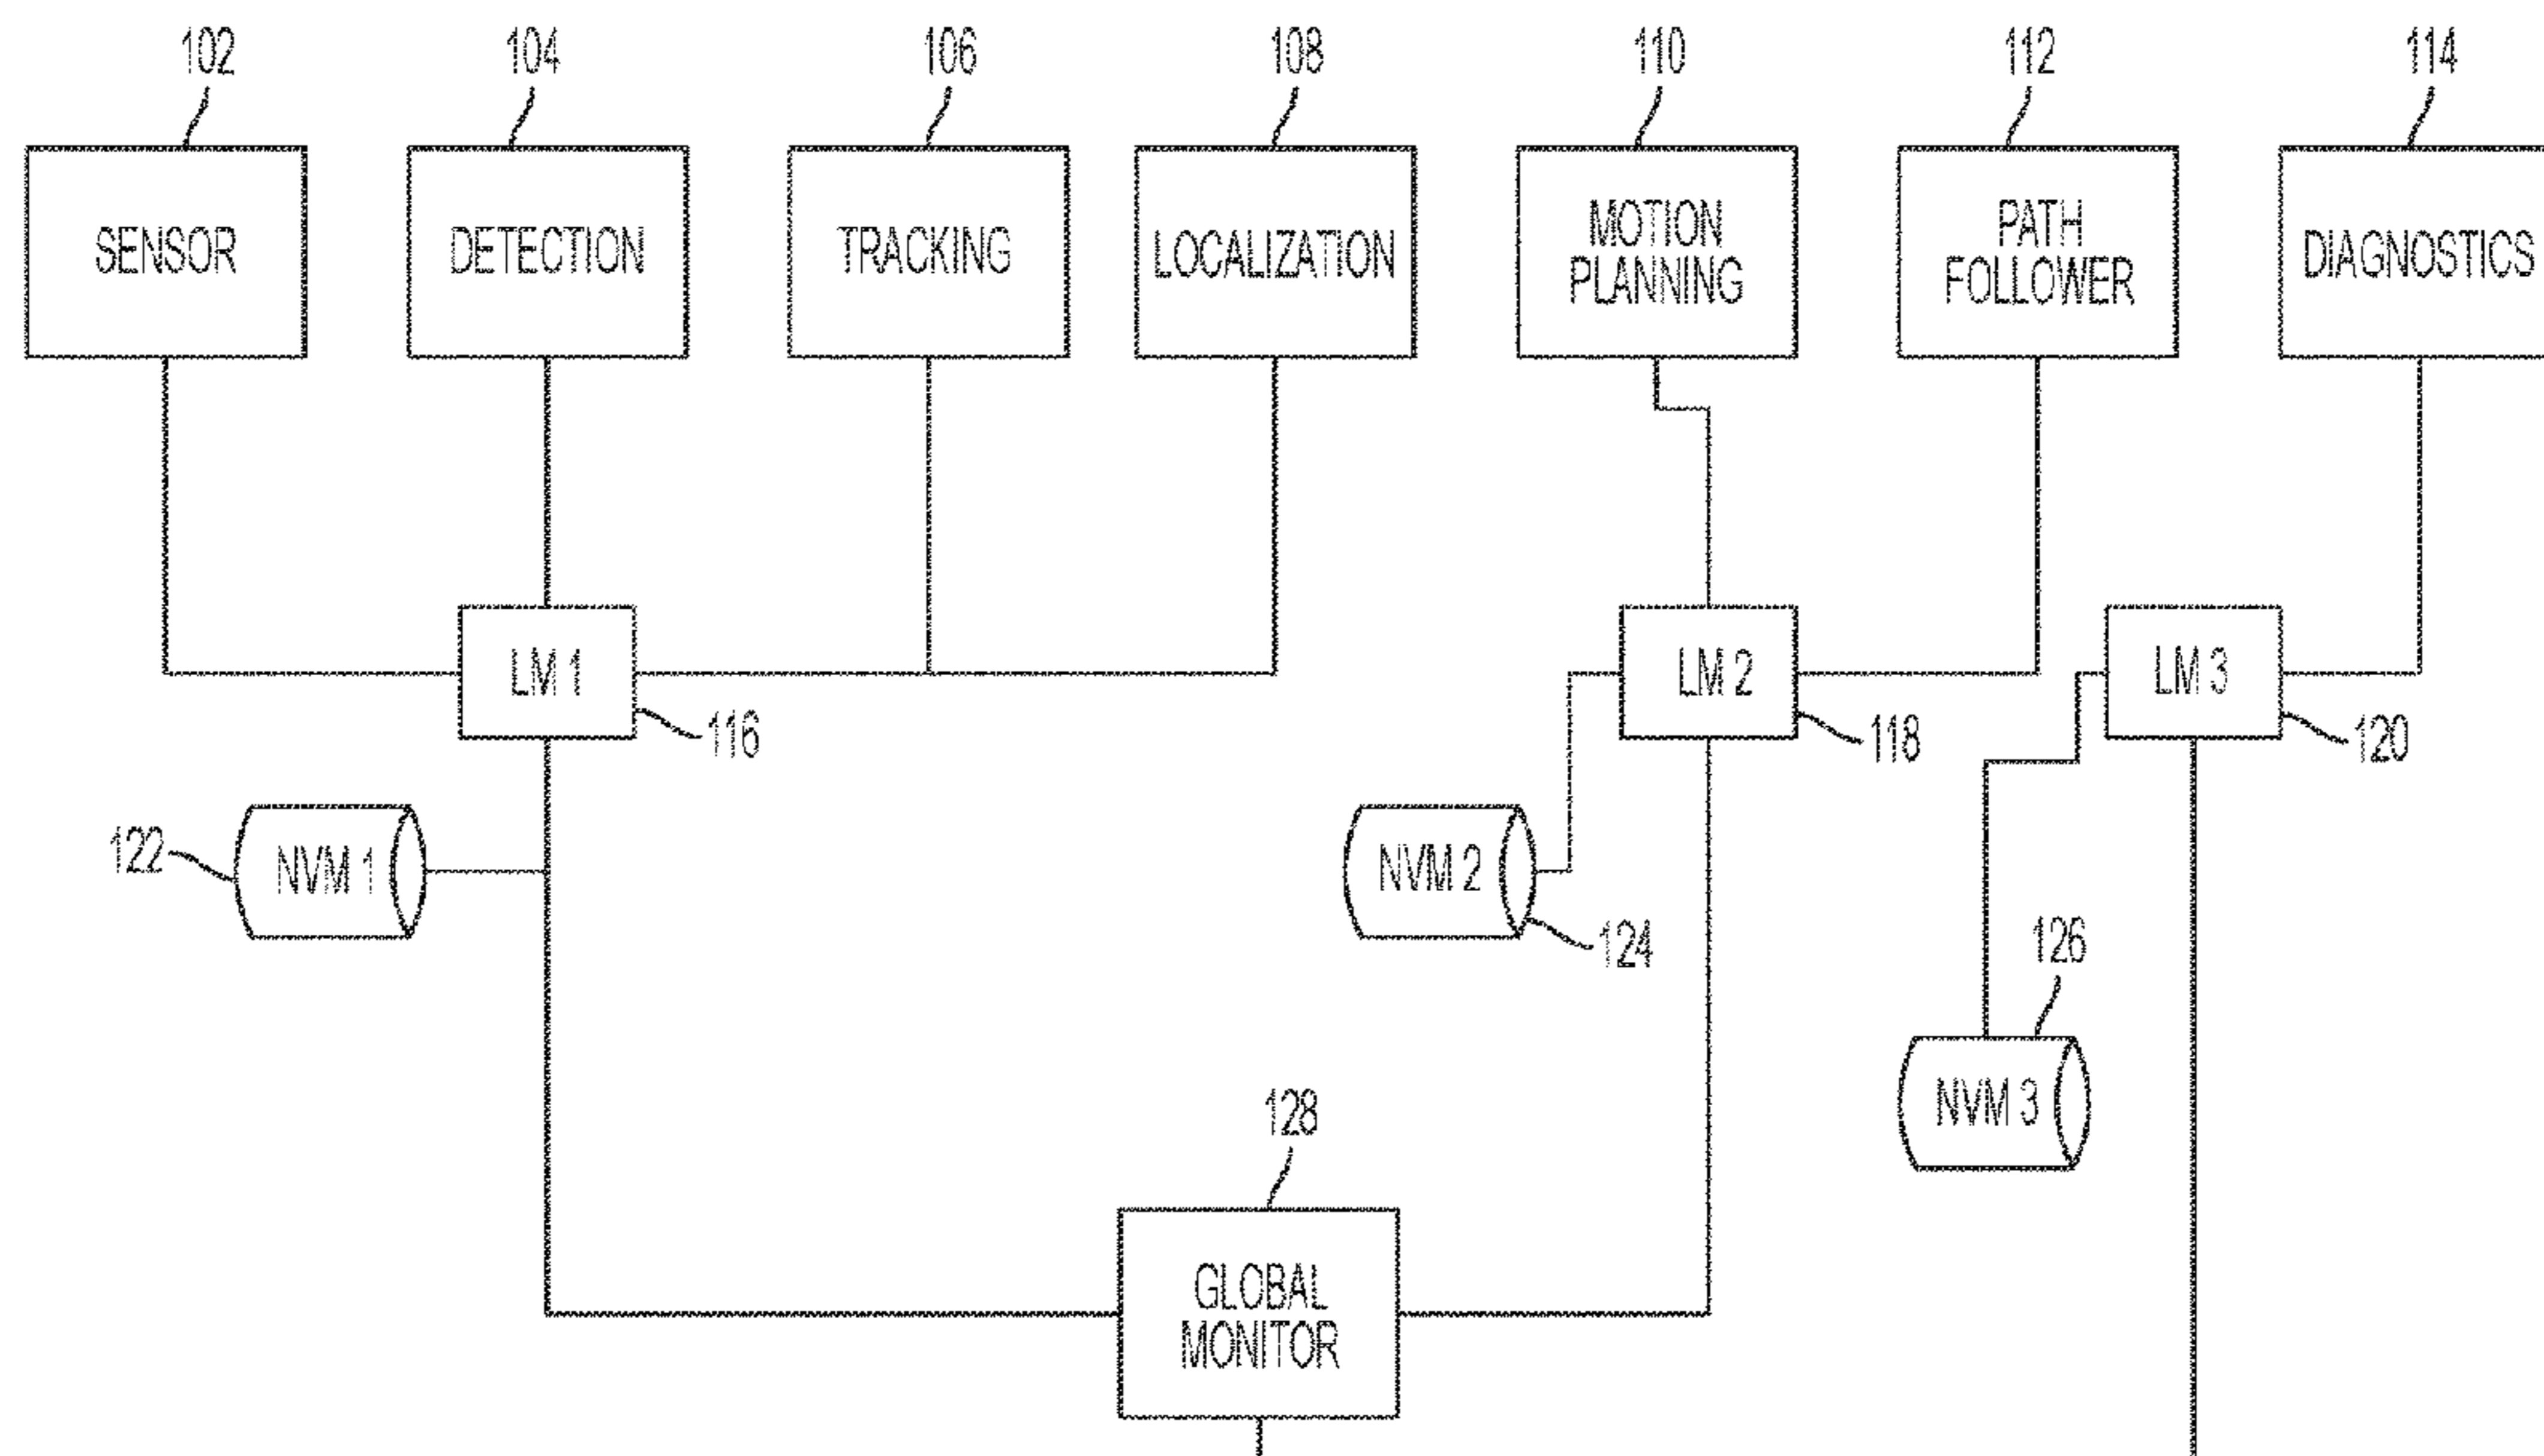 102
104
106
108
110
112
114
SENSOR
DETECTION
TRACKING
LOCALIZATION
MOTION
PLANNING
PATH
FOLLOWER
DIAGNOSTICS
LM 1
LM 2
LM 3
116
118
120
122
NVM 1
NVM 2
124
126
NVM 3
128
GLOBAL
MONITOR